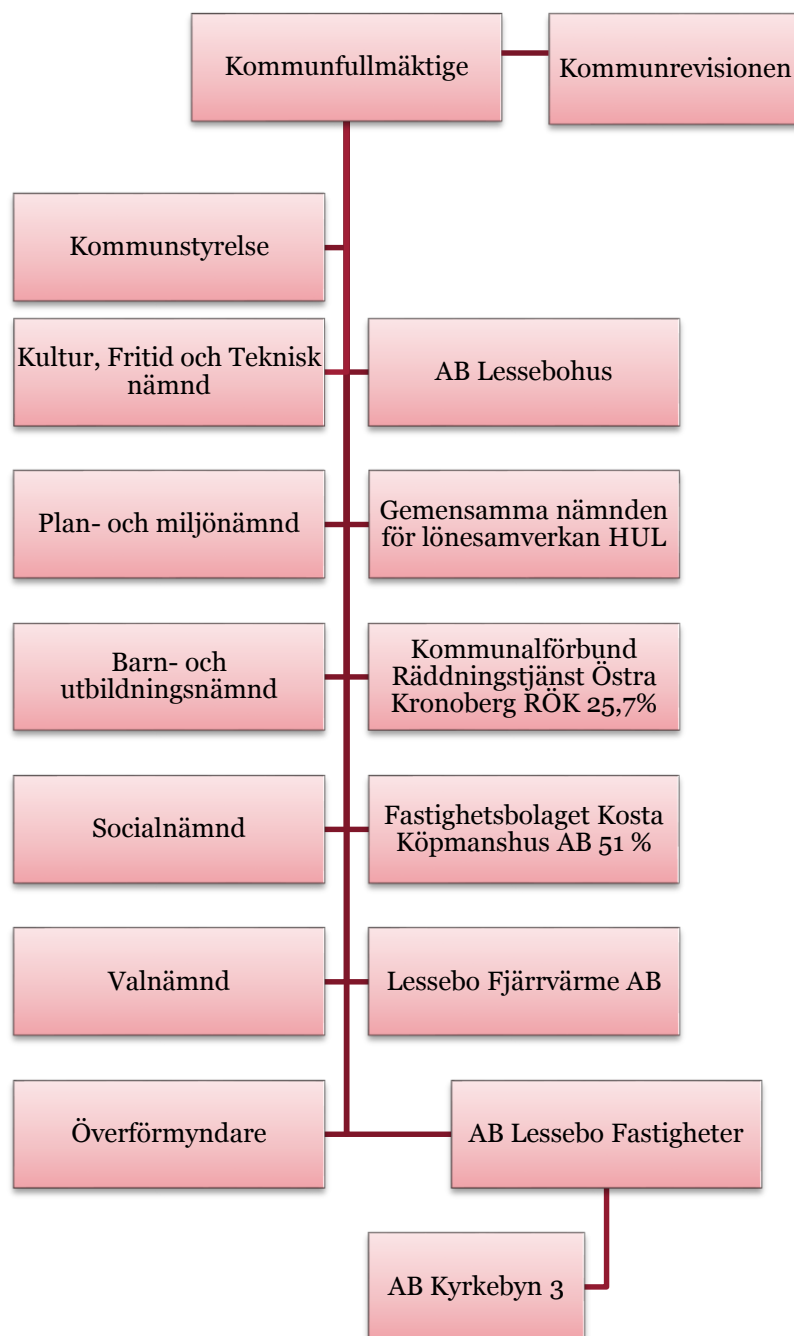 Kommunfullmäktige
Kommunrevisionen
Kommunstyrelse
Kultur, Fritid och Teknisk
nämnd
AB Lessebohus
Plan- och miljönämnd
Gemensamma nämnden
för lönesamverkan HUL
Barn- och
utbildningsnämnd
Kommunalförbund
Räddningstjänst Östra
Kronoberg RÖK 25,7%
Socialnämnd
Fastighetsbolaget Kosta
Köpmanshus AB 51 %
Valnämnd
Lessebo Fjärrvärme AB
Överförmyndare
AB Lessebo Fastigheter
AB Kyrkebyn 3